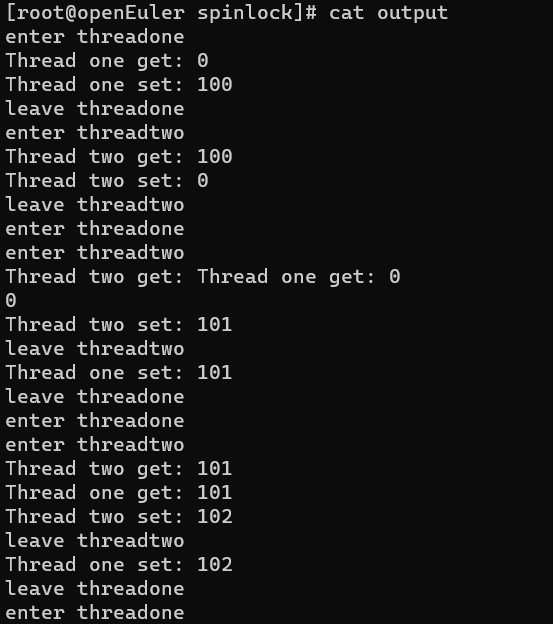 [root@openEuler spinlock]# cat output
enter threadone
Thread one get: 0
Thread one set: 100
leave threadone
enter threadtwo
Thread two get: 100
Thread two set: 0
leave threadtwo
enter threadone
enter threadtwo
Thread two get: Thread one get: 0
0
Thread two set: 101
leave threadtwo
Thread one set: 101
leave threadone
enter threadone
enter threadtwo
Thread two get: 101
Thread one get: 101
Thread two set: 102
leave threadtwo
Thread one set: 102
leave threadone
enter threadone